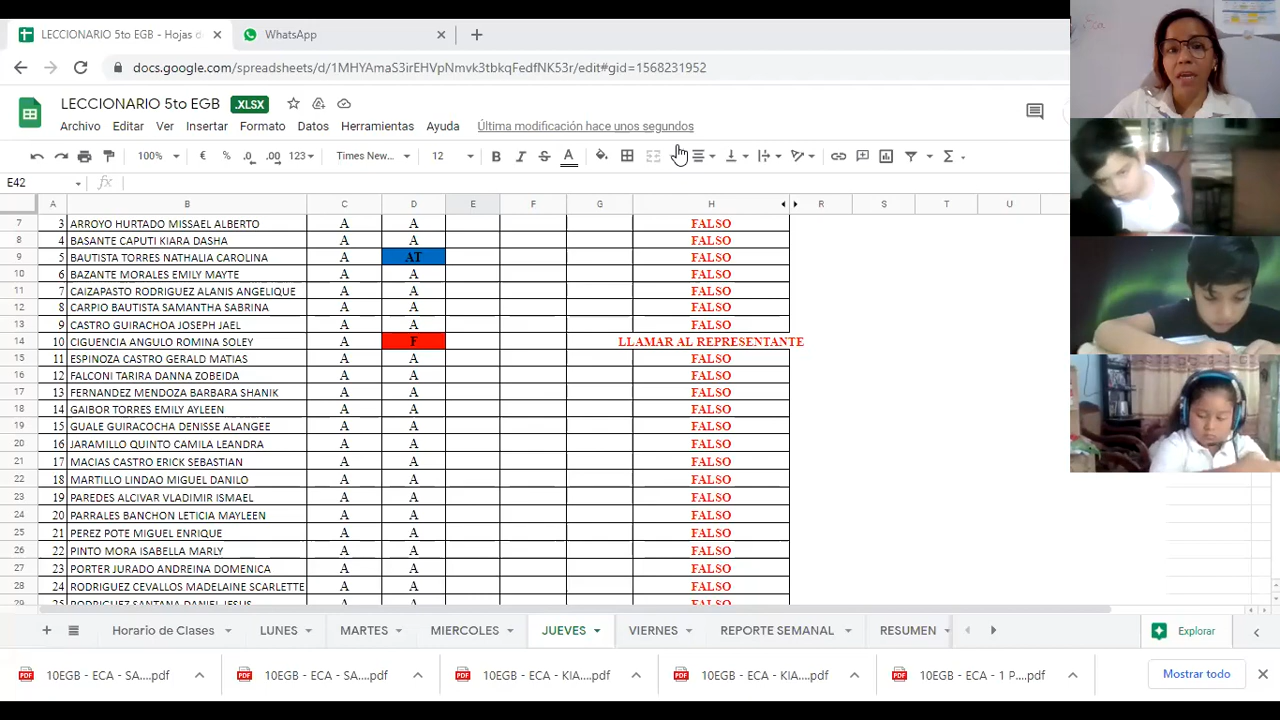 LECCIONARIO 5to EGB - Hojas d
WhatsApp
docs.google.com/spreadsheets/d/1MHYAmaS3irEHVpNmvk3tbkqFedfNK53r/edit#gid=1568231952
LECCIONARIO 5to EGB .XLSX
Archivo Editar Ver Insertar Formato Datos Herramientas Ayuda Última modificación hace unos segundos
100% € % .0 .00 123 Times New... 12
E42
A B C D E F G H R S T U
7 3 ARROYO HURTADO MISSAEL ALBERTO A A FALSO
8 4 BASANTE CAPUTI KIARA DASHA A A FALSO
9 5 BAUTISTA TORRES NATHALIA CAROLINA A AT FALSO
10 6 BAZANTE MORALES EMILY MAYTE A A FALSO
11 7 CAIZAPASTO RODRIGUEZ ALANIS ANGELIQUE A A FALSO
12 8 CARPIO BAUTISTA SAMANTHA SABRINA A A FALSO
13 9 CASTRO GUIRACHOA JOSEPH JAEL A A FALSO
14 10 CIGUENCIA ANGULO ROMINA SOLEY A F LLAMAR AL REPRESENTANTE
15 11 ESPINOZA CASTRO GERALD MATIAS A A FALSO
16 12 FALCONI TARIRA DANNA ZOBEIDA A A FALSO
17 13 FERNANDEZ MENDOZA BARBARA SHANIK A A FALSO
18 14 GAIBOR TORRES EMILY AYLEEN A A FALSO
19 15 GUALE GUIRACOCHA DENISSE ALANGEE A A FALSO
20 16 JARAMILLO QUINTO CAMILA LEANDRA A A FALSO
21 17 MACIAS CASTRO ERICK SEBASTIAN A A FALSO
22 18 MARTILLO LINDAO MIGUEL DANILO A A FALSO
23 19 PAREDES ALCIVAR VLADIMIR ISMAEL A A FALSO
24 20 PARRALES BANCHON LETICIA MAYLEEN A A FALSO
25 21 PEREZ POTE MIGUEL ENRIQUE A A FALSO
26 22 PINTO MORA ISABELLA MARLY A A FALSO
27 23 PORTER JURADO ANDREINA DOMENICA A A FALSO
28 24 RODRIGUEZ CEVALLOS MADELAINE SCARLETTE A A FALSO
29 25 RODRIGUEZ SANTANA DANIEL JESUS A A FALSO
Horario de Clases LUNES MARTES MIERCOLES JUEVES VIERNES REPORTE SEMANAL RESUMEN Explorar
10EGB - ECA - SA....pdf 10EGB - ECA - SA....pdf 10EGB - ECA - KIA....pdf 10EGB - ECA - KIA....pdf 10EGB - ECA - 1 P....pdf Mostrar todo